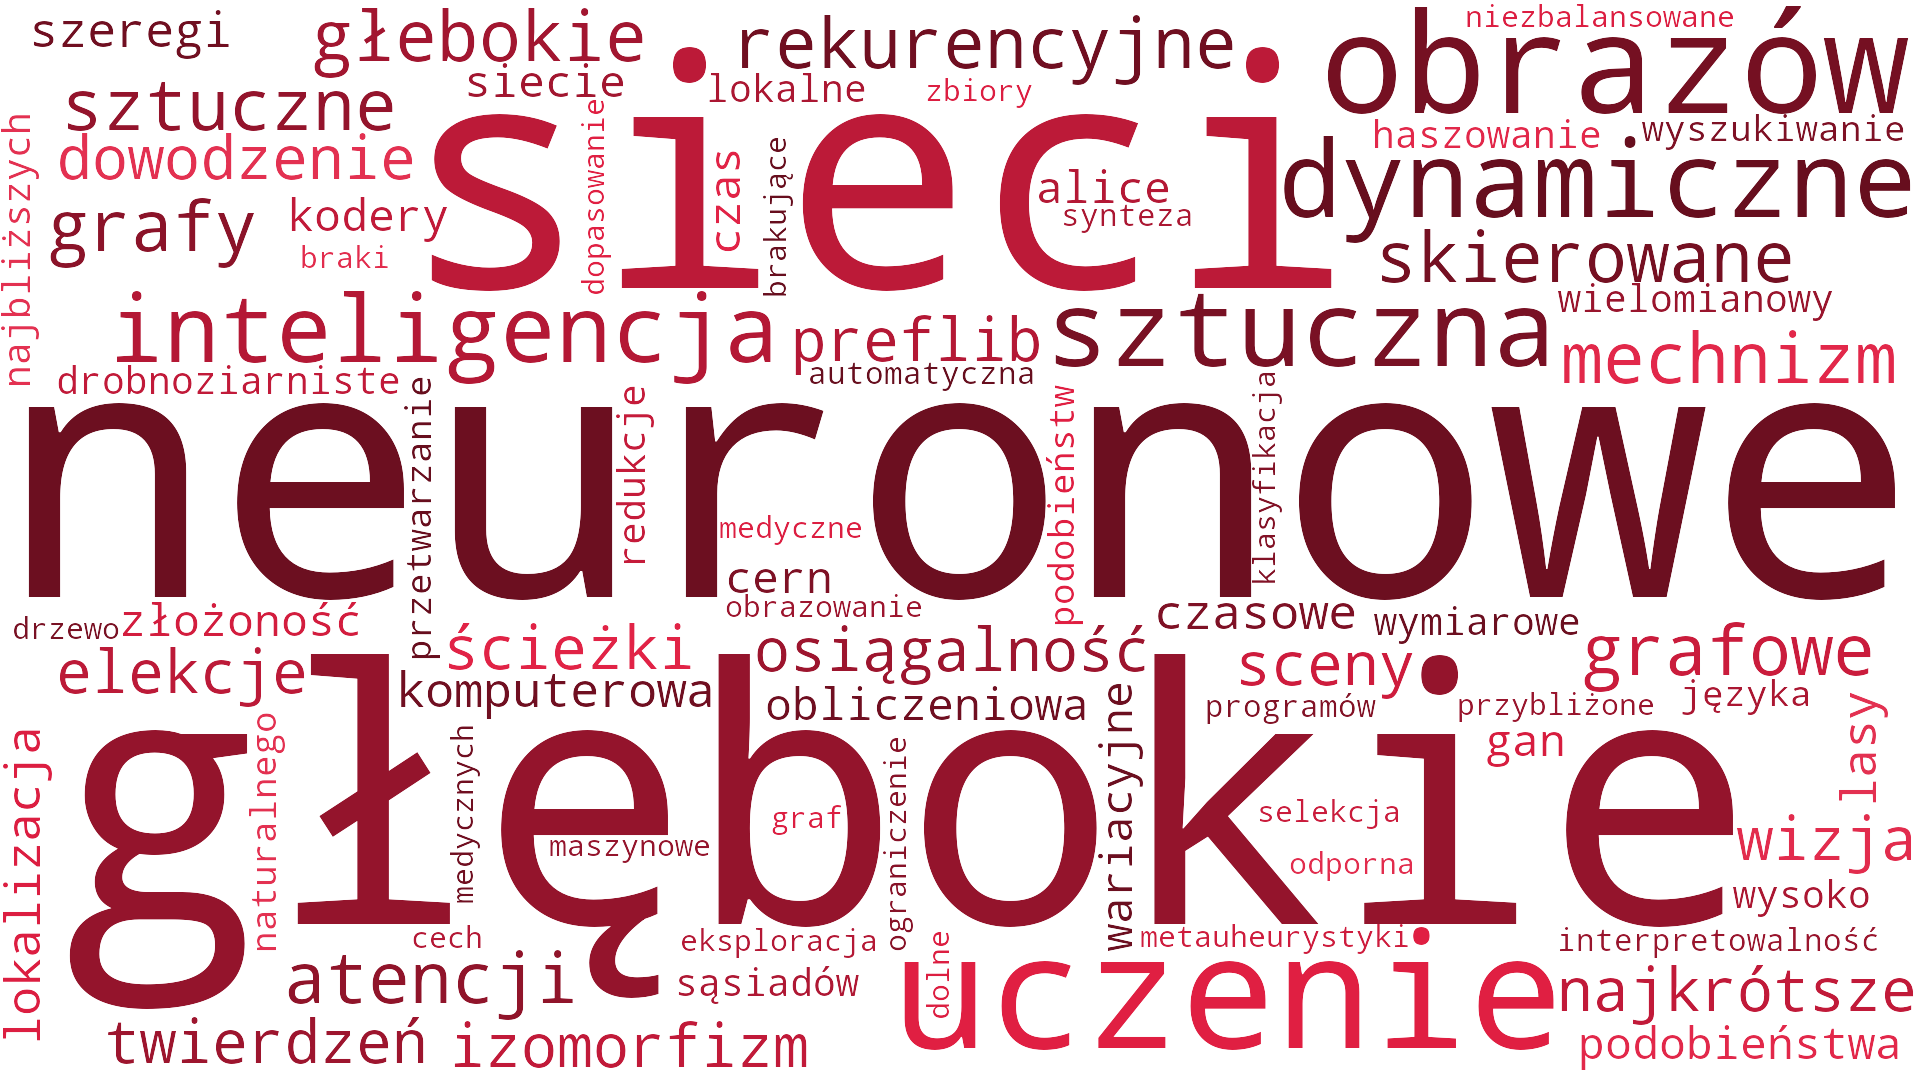 szeregi
głebokie
rekurencyjne
niezbalansowane
obrazów
siecie
lokalne
zbiory
sztuczne
sieci
dopasowanie
haszowanie
wyszukiwanie
dowodzenie
najbliższych
czas
brakujące
alice
synteza
dynamiczne
grafy
kodery
braki
skierowane
inteligencja
preflib
sztuczna
wielomianowy
mechnizm
drobnoziarniste
automatyczna
neuronowe
przetwarzanie
redukcje
podobieństw
klasyfikacja
medyczne
cern
obrazowanie
drzewo
złożoność
ścieżki
osiągalność
czasowe
wymiarowe
sceny
grafowe
elekcje
komputerowa
obliczeniowa
programów
przybliżone
języka
głębokie
lokalizacja
naturalnego
medycznych
maszynowe
graf
ograniczenie
wariacyjne
gan
klasy
selekcja
odporna
wizja
wysoko
cech
eksploracja
metauheurystyki
interpretowalność
atencji
sąsiadów
dolne
uczenie
najkrótsze
twierdzeń
izomorfizm
podobieństwa